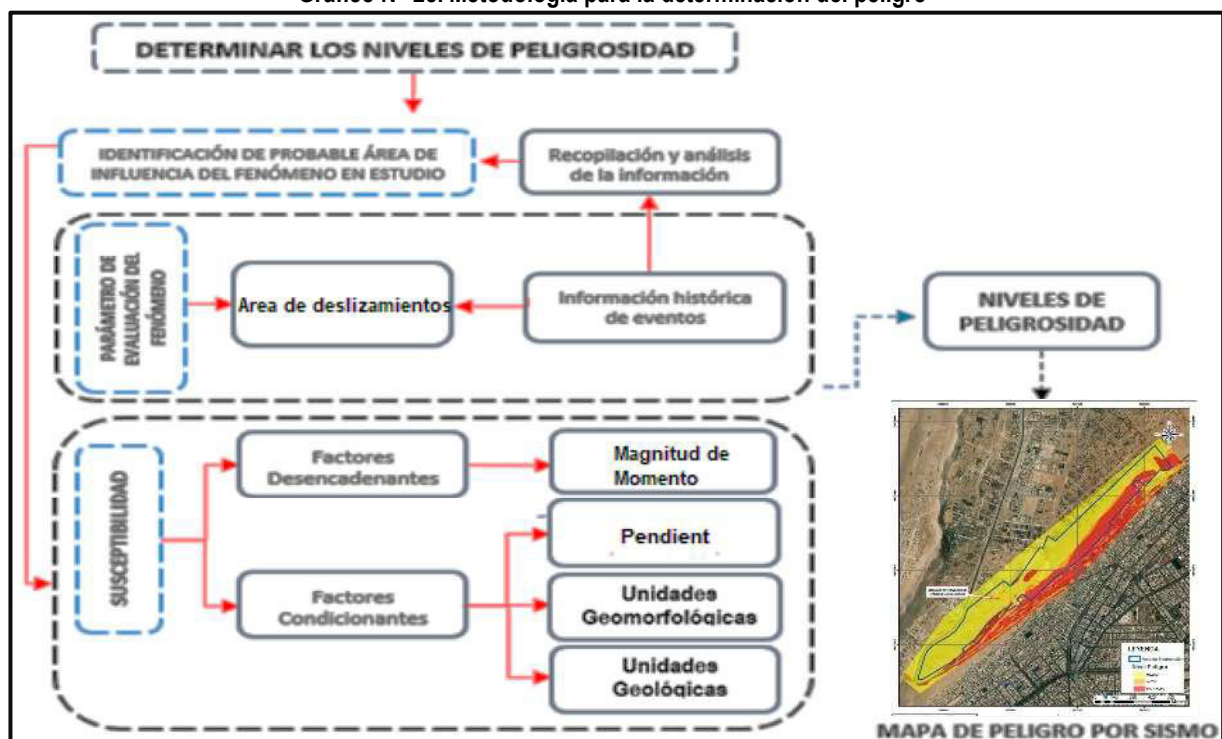 DETERMINAR LOS NIVELES DE PELIGROSIDAD
IDENTIFICACIÓN DE PROBABLE ÁREA DE
INFLUENCIA DEL FENÓMENO EN ESTUDIO
Recopilación y análisis
de la información
PARÁMETRO DE
EVALUACIÓN DEL
FENÓMENO
Area de deslizamientos
Información histórica
de eventos
NIVELES DE
PELIGROSIDAD
SUSCEPTIBILIDAD
Factores
Desencadenantes
Magnitud de
Momento
Pendient
Factores
Condicionantes
Unidades
Geomorfológicas
Unidades
Geológicas
LEYENDA
MAPA DE PELIGRO POR SISMO